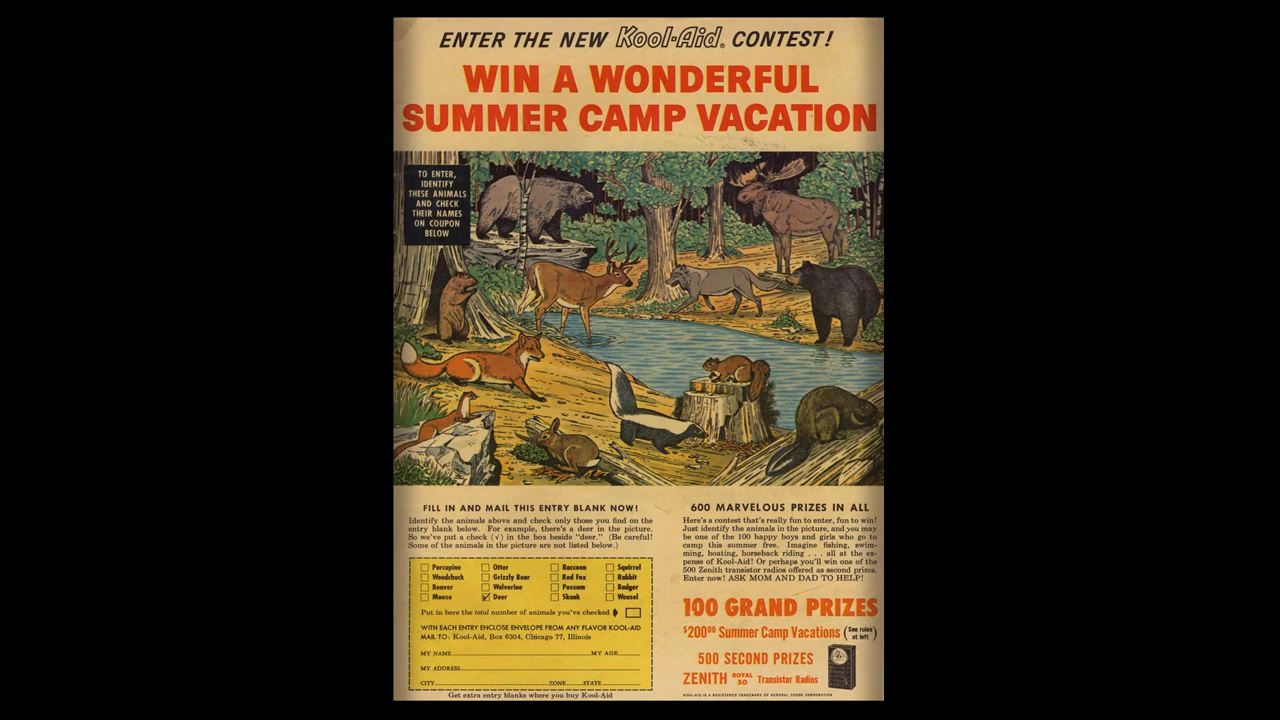 ENTER THE NEW Kool-Aid® CONTEST!
WIN A WONDERFUL
SUMMER CAMP VACATION
TO ENTER,
IDENTIFY
THESE ANIMALS
AND CHECK
THEIR NAMES
ON COUPON
BELOW
FILL IN AND MAIL THIS ENTRY BLANK NOW!
Identify the animals above and check only those you find on the
entry blank below. For example, there's a deer in the picture.
So we've put a check (√) in the box beside "deer." (Be careful!
Some of the animals in the picture are not listed below.)
Porcupine Otter Raccoon Squirrel
Woodchuck Grizzly Bear Red Fox Rabbit
Beaver Wolverine Possum Badger
Moose Deer Skunk Weasel
Put in here the total number of animals you've checked
WITH EACH ENTRY ENCLOSE ENVELOPE FROM ANY FLAVOR KOOL-AID
MAIL TO: Kool-Aid, Box 6304, Chicago 77, Illinois
MY NAME MY AGE
MY ADDRESS
CITY ZONE STATE
Get extra entry blanks where you buy Kool-Aid
600 MARVELOUS PRIZES IN ALL
Here's a contest that's really fun to enter, fun to win!
Just identify the animals in the picture, and you may
be one of the 100 happy boys and girls who go to
camp this summer free. Imagine fishing, swim-
ming, boating, horseback riding . . . all at the ex-
pense of Kool-Aid! Or perhaps you'll win one of the
500 Zenith transistor radios offered as second prizes.
Enter now! ASK MOM AND DAD TO HELP!
100 GRAND PRIZES
$200⁰⁰ Summer Camp Vacations (See rules at left)
500 SECOND PRIZES
ZENITH ROYAL 50 Transistor Radios
KOOL-AID IS A REGISTERED TRADEMARK OF GENERAL FOODS CORPORATION